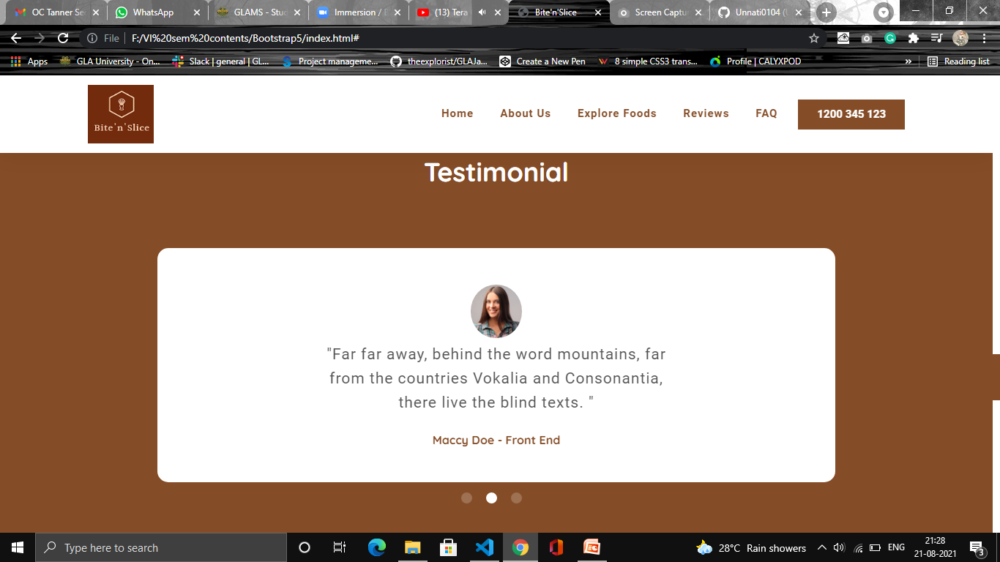 OC Tanner Se
WhatsApp
GLAMS - Stud
Immersion / E
(13) Tera
Bite'n'Slice
Screen Captu
Unnati0104 (U
File
F:/VI%20sem%20contents/Bootstrap5/index.html#
Apps
GLA University - On...
Slack | general | GL...
Project manageme...
theexplorist/GLAJa...
Create a New Pen
8 simple CSS3 trans...
Profile | CALYXPOD
»
Reading list
Bite'n'Slice
Home
About Us
Explore Foods
Reviews
FAQ
1200 345 123
Testimonial
"Far far away, behind the word mountains, far
from the countries Vokalia and Consonantia,
there live the blind texts. "
Maccy Doe - Front End
Type here to search
28°C Rain showers
ENG
21:28
21-08-2021
3